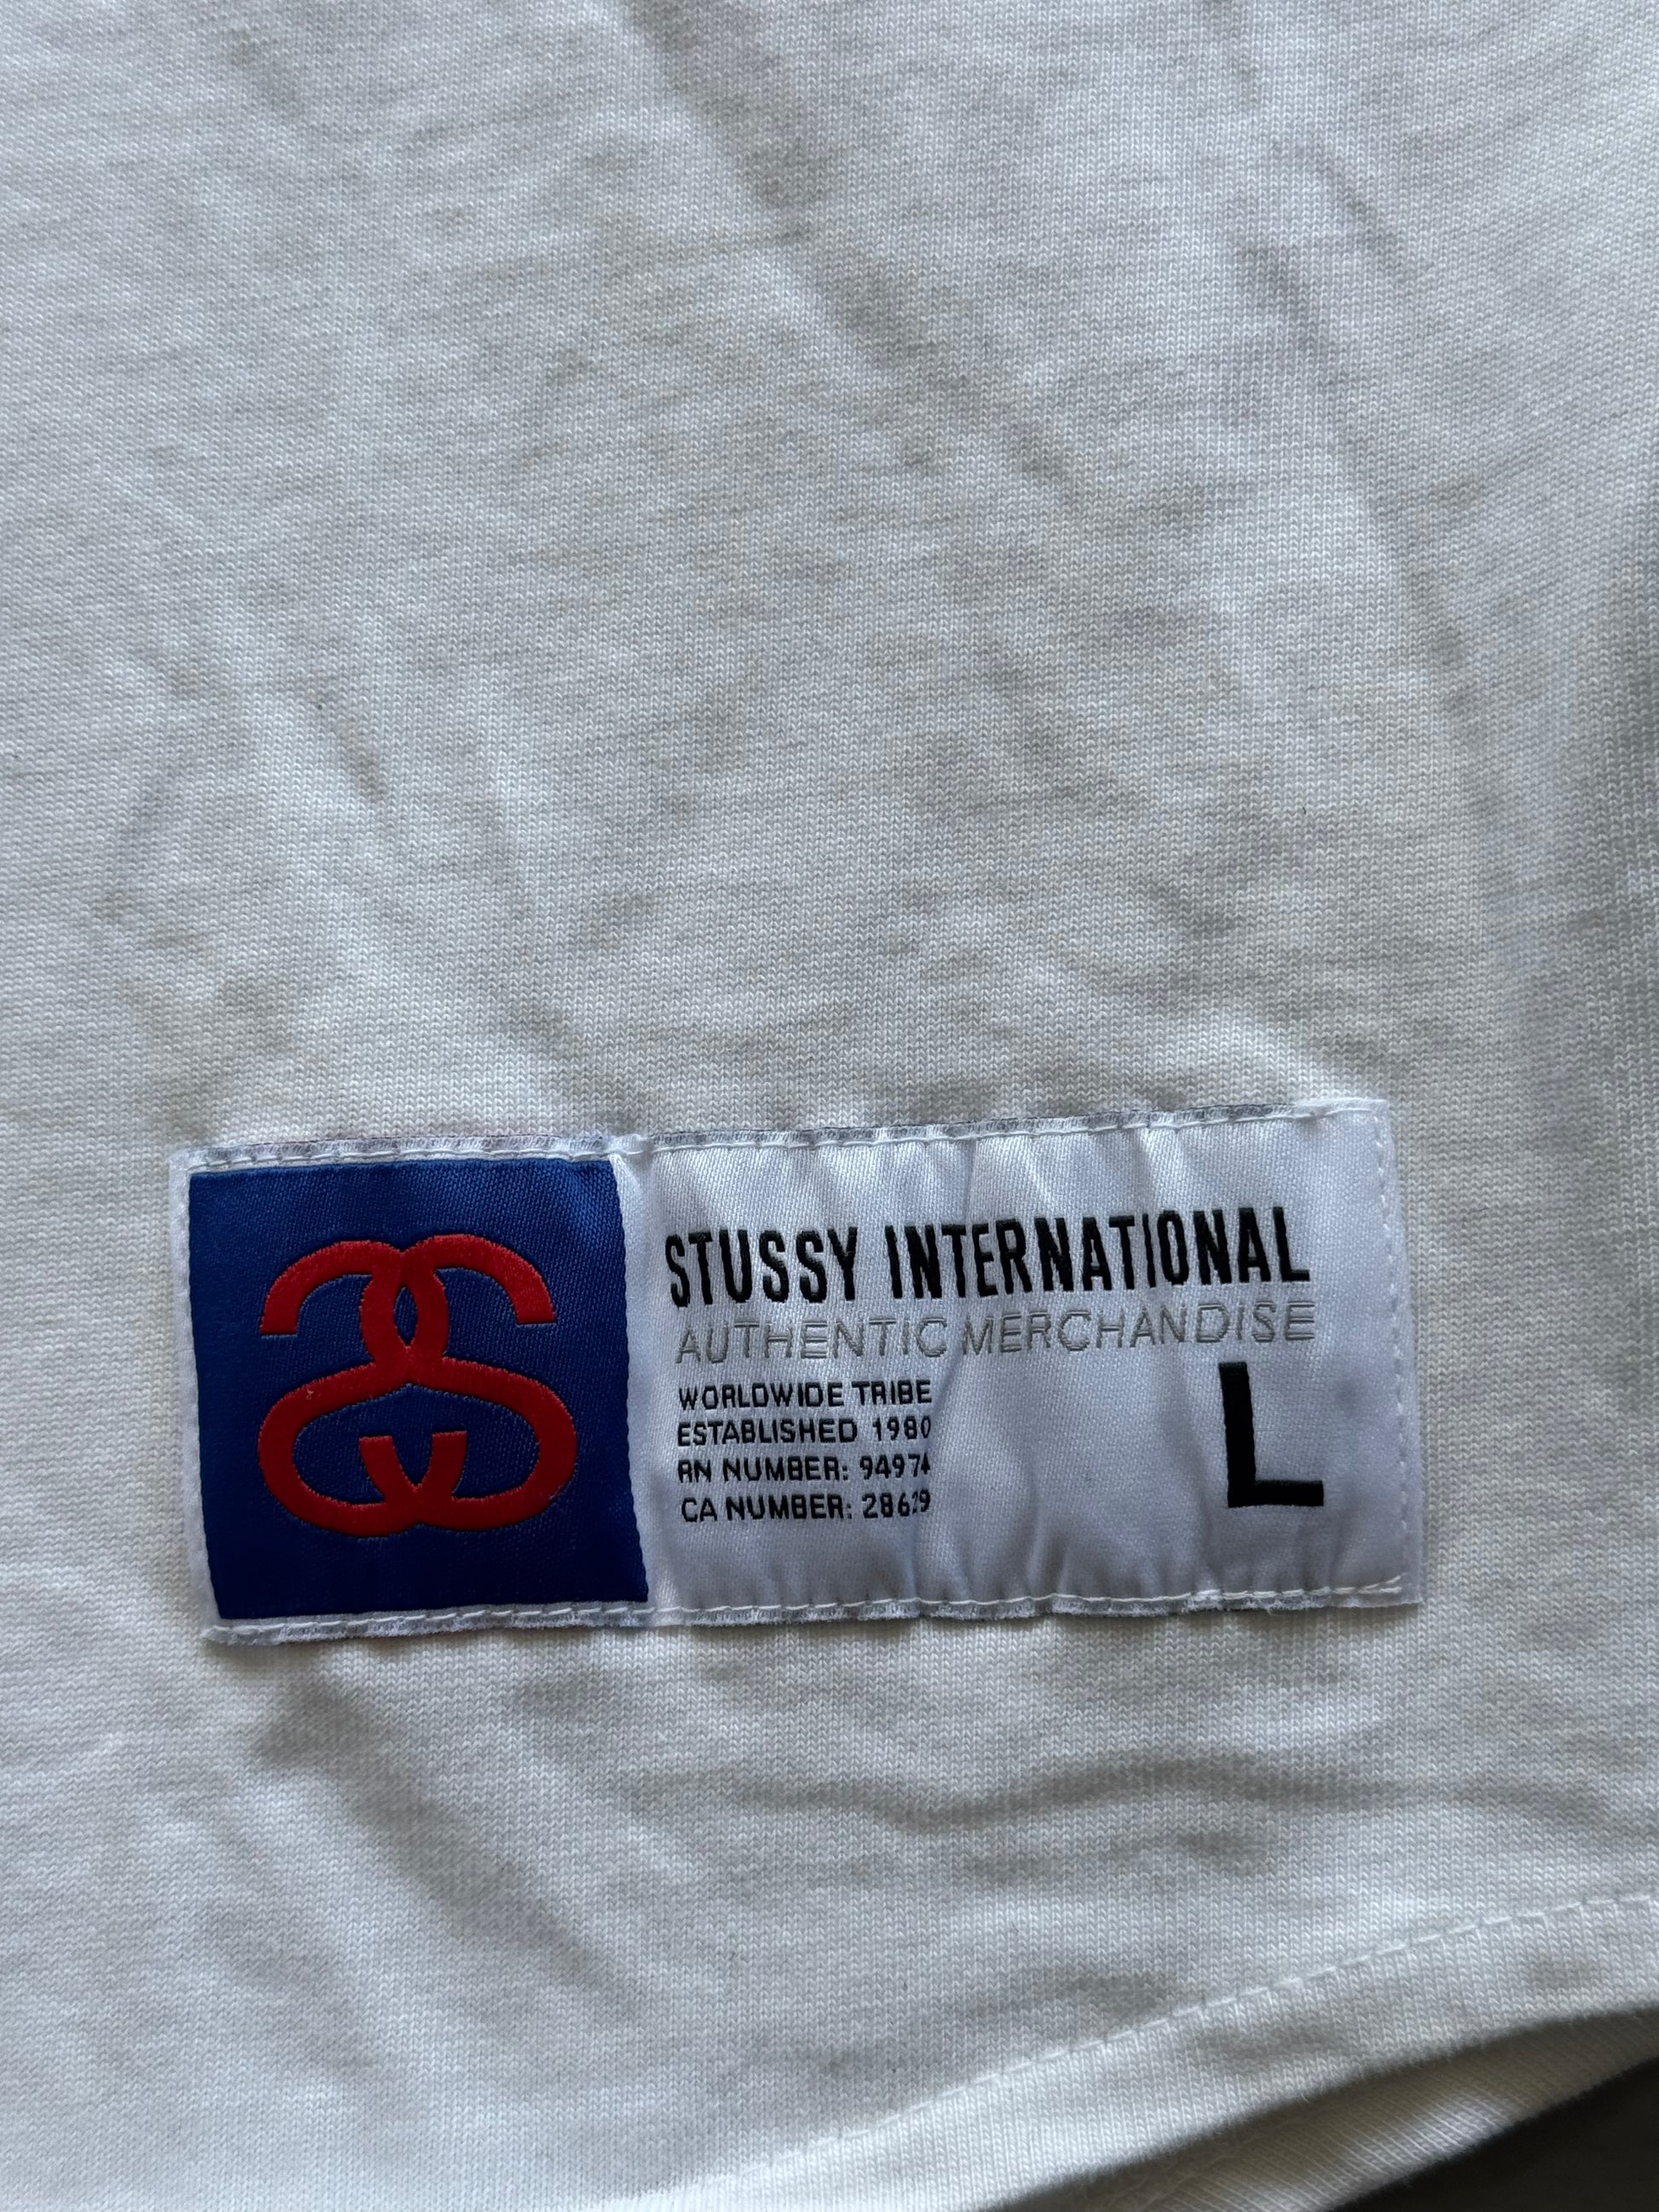 STUSSY INTERNATIONAL
AUTHENTIC MERCHANDISE
WORLDWIDE TRIBE
ESTABLISHED 1980
RN NUMBER: 94974
CA NUMBER: 28629
L